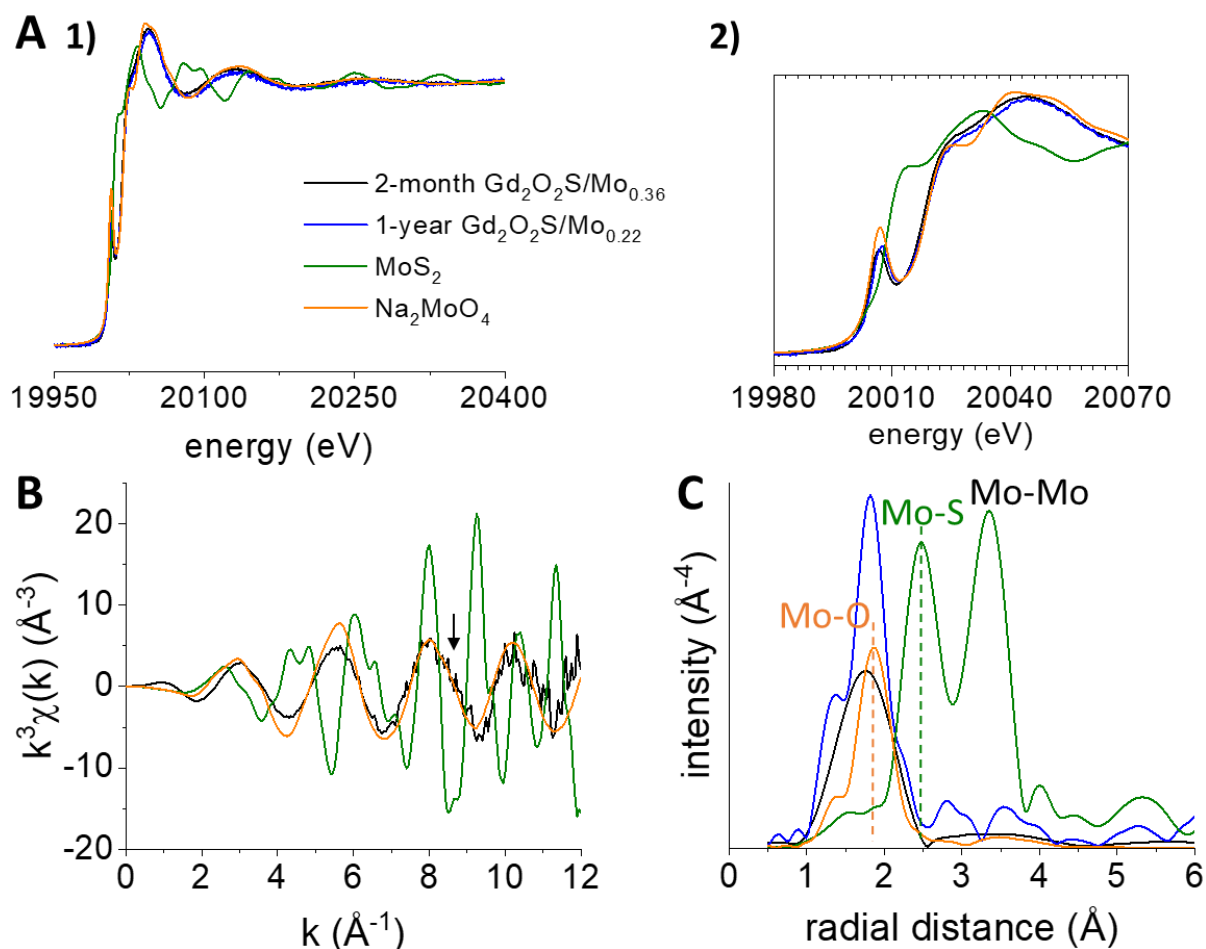 A 1)
2-month Gd₂O₂S/Mo₀.₃₆
1-year Gd₂O₂S/Mo₀.₂₂
MoS₂
Na₂MoO₄
19950 20100 20250 20400
energy (eV)
2)
19980 20010 20040 20070
energy (eV)
B
k³χ(k) (Å⁻³)
20
10
0
-10
-20
0 2 4 6 8 10 12
k (Å⁻¹)
C
Mo-Mo
Mo-S
Mo-O
intensity (Å⁻⁴)
0 1 2 3 4 5 6
radial distance (Å)